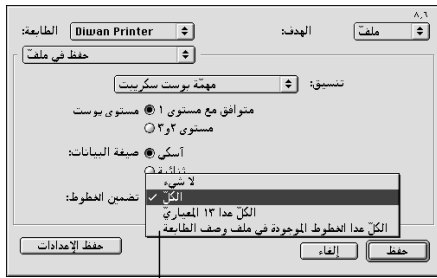 ٨,٦
الطابعة: Diwan Printer الهدف: ملفّ
حفظ في ملفّ
تنسيق: مهمّة بوست سكريبت
مستوى بوست متوافق مع مستوى ١
مستوى ٢و٣
صيغة البيانات: آسكي
ثنائية
تضمين الخطوط:
لا شيء
✓ الكلّ
الكلّ عدا ١٣ المعياريّ
الكلّ عدا الخطوط الموجودة في ملف وصف الطابعة
حفظ الإعدادات إلغاء حفظ